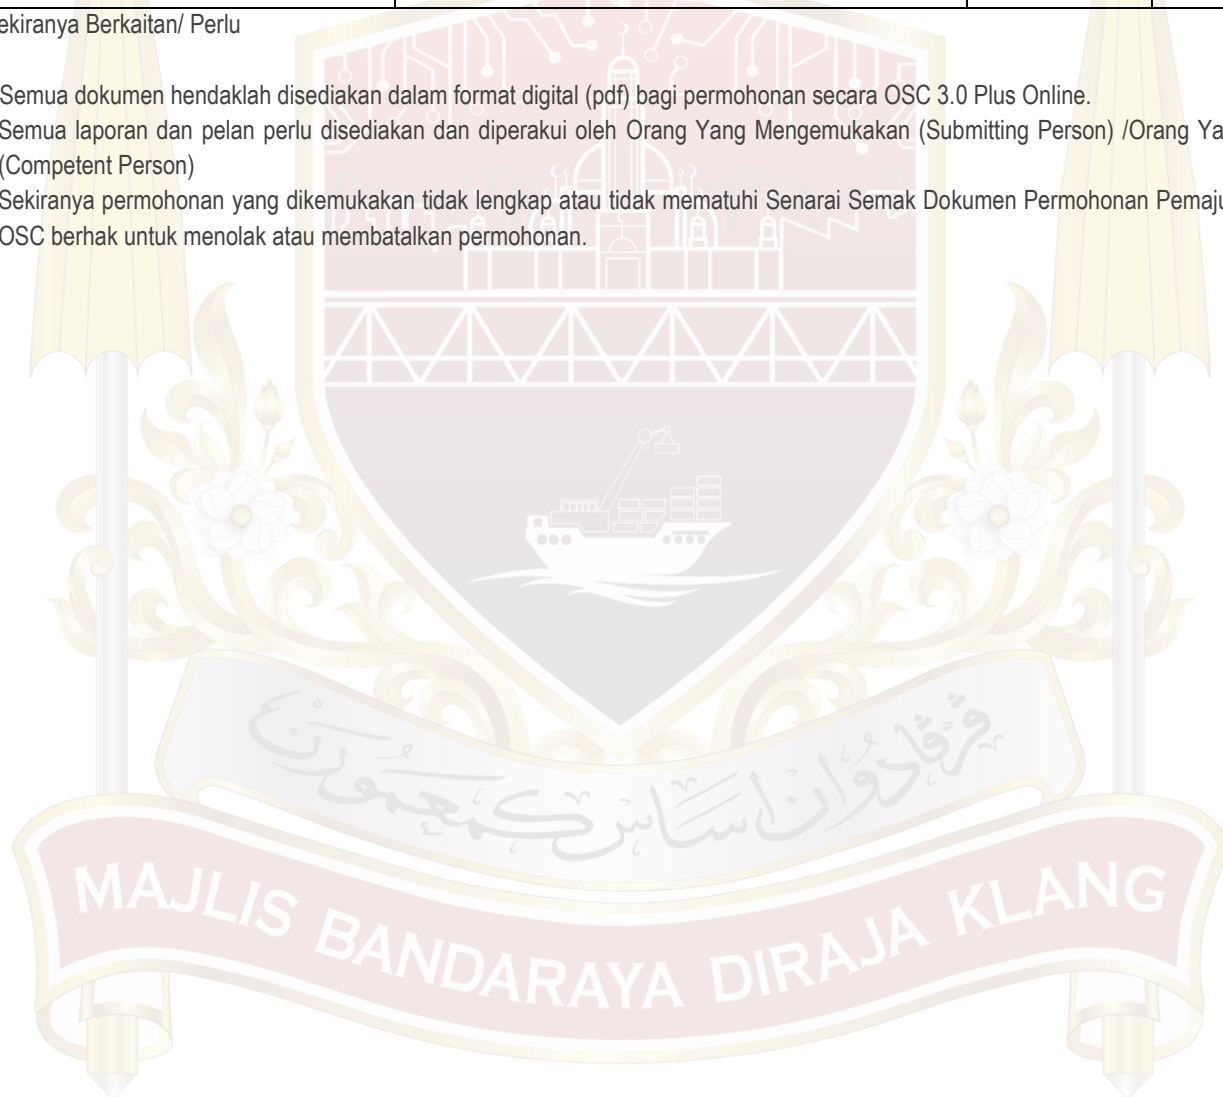 ekiranya Berkaitan/ Perlu
Semua dokumen hendaklah disediakan dalam format digital (pdf) bagi permohonan secara OSC 3.0 Plus Online.
Semua laporan dan pelan perlu disediakan dan diperakui oleh Orang Yang Mengemukakan (Submitting Person) /Orang Ya
(Competent Person)
Sekiranya permohonan yang dikemukakan tidak lengkap atau tidak mematuhi Senarai Semak Dokumen Permohonan Pemaju
OSC berhak untuk menolak atau membatalkan permohonan.
ڤرڤادوان اساس کمعمورن
MAJLIS BANDARAYA DIRAJA KLANG